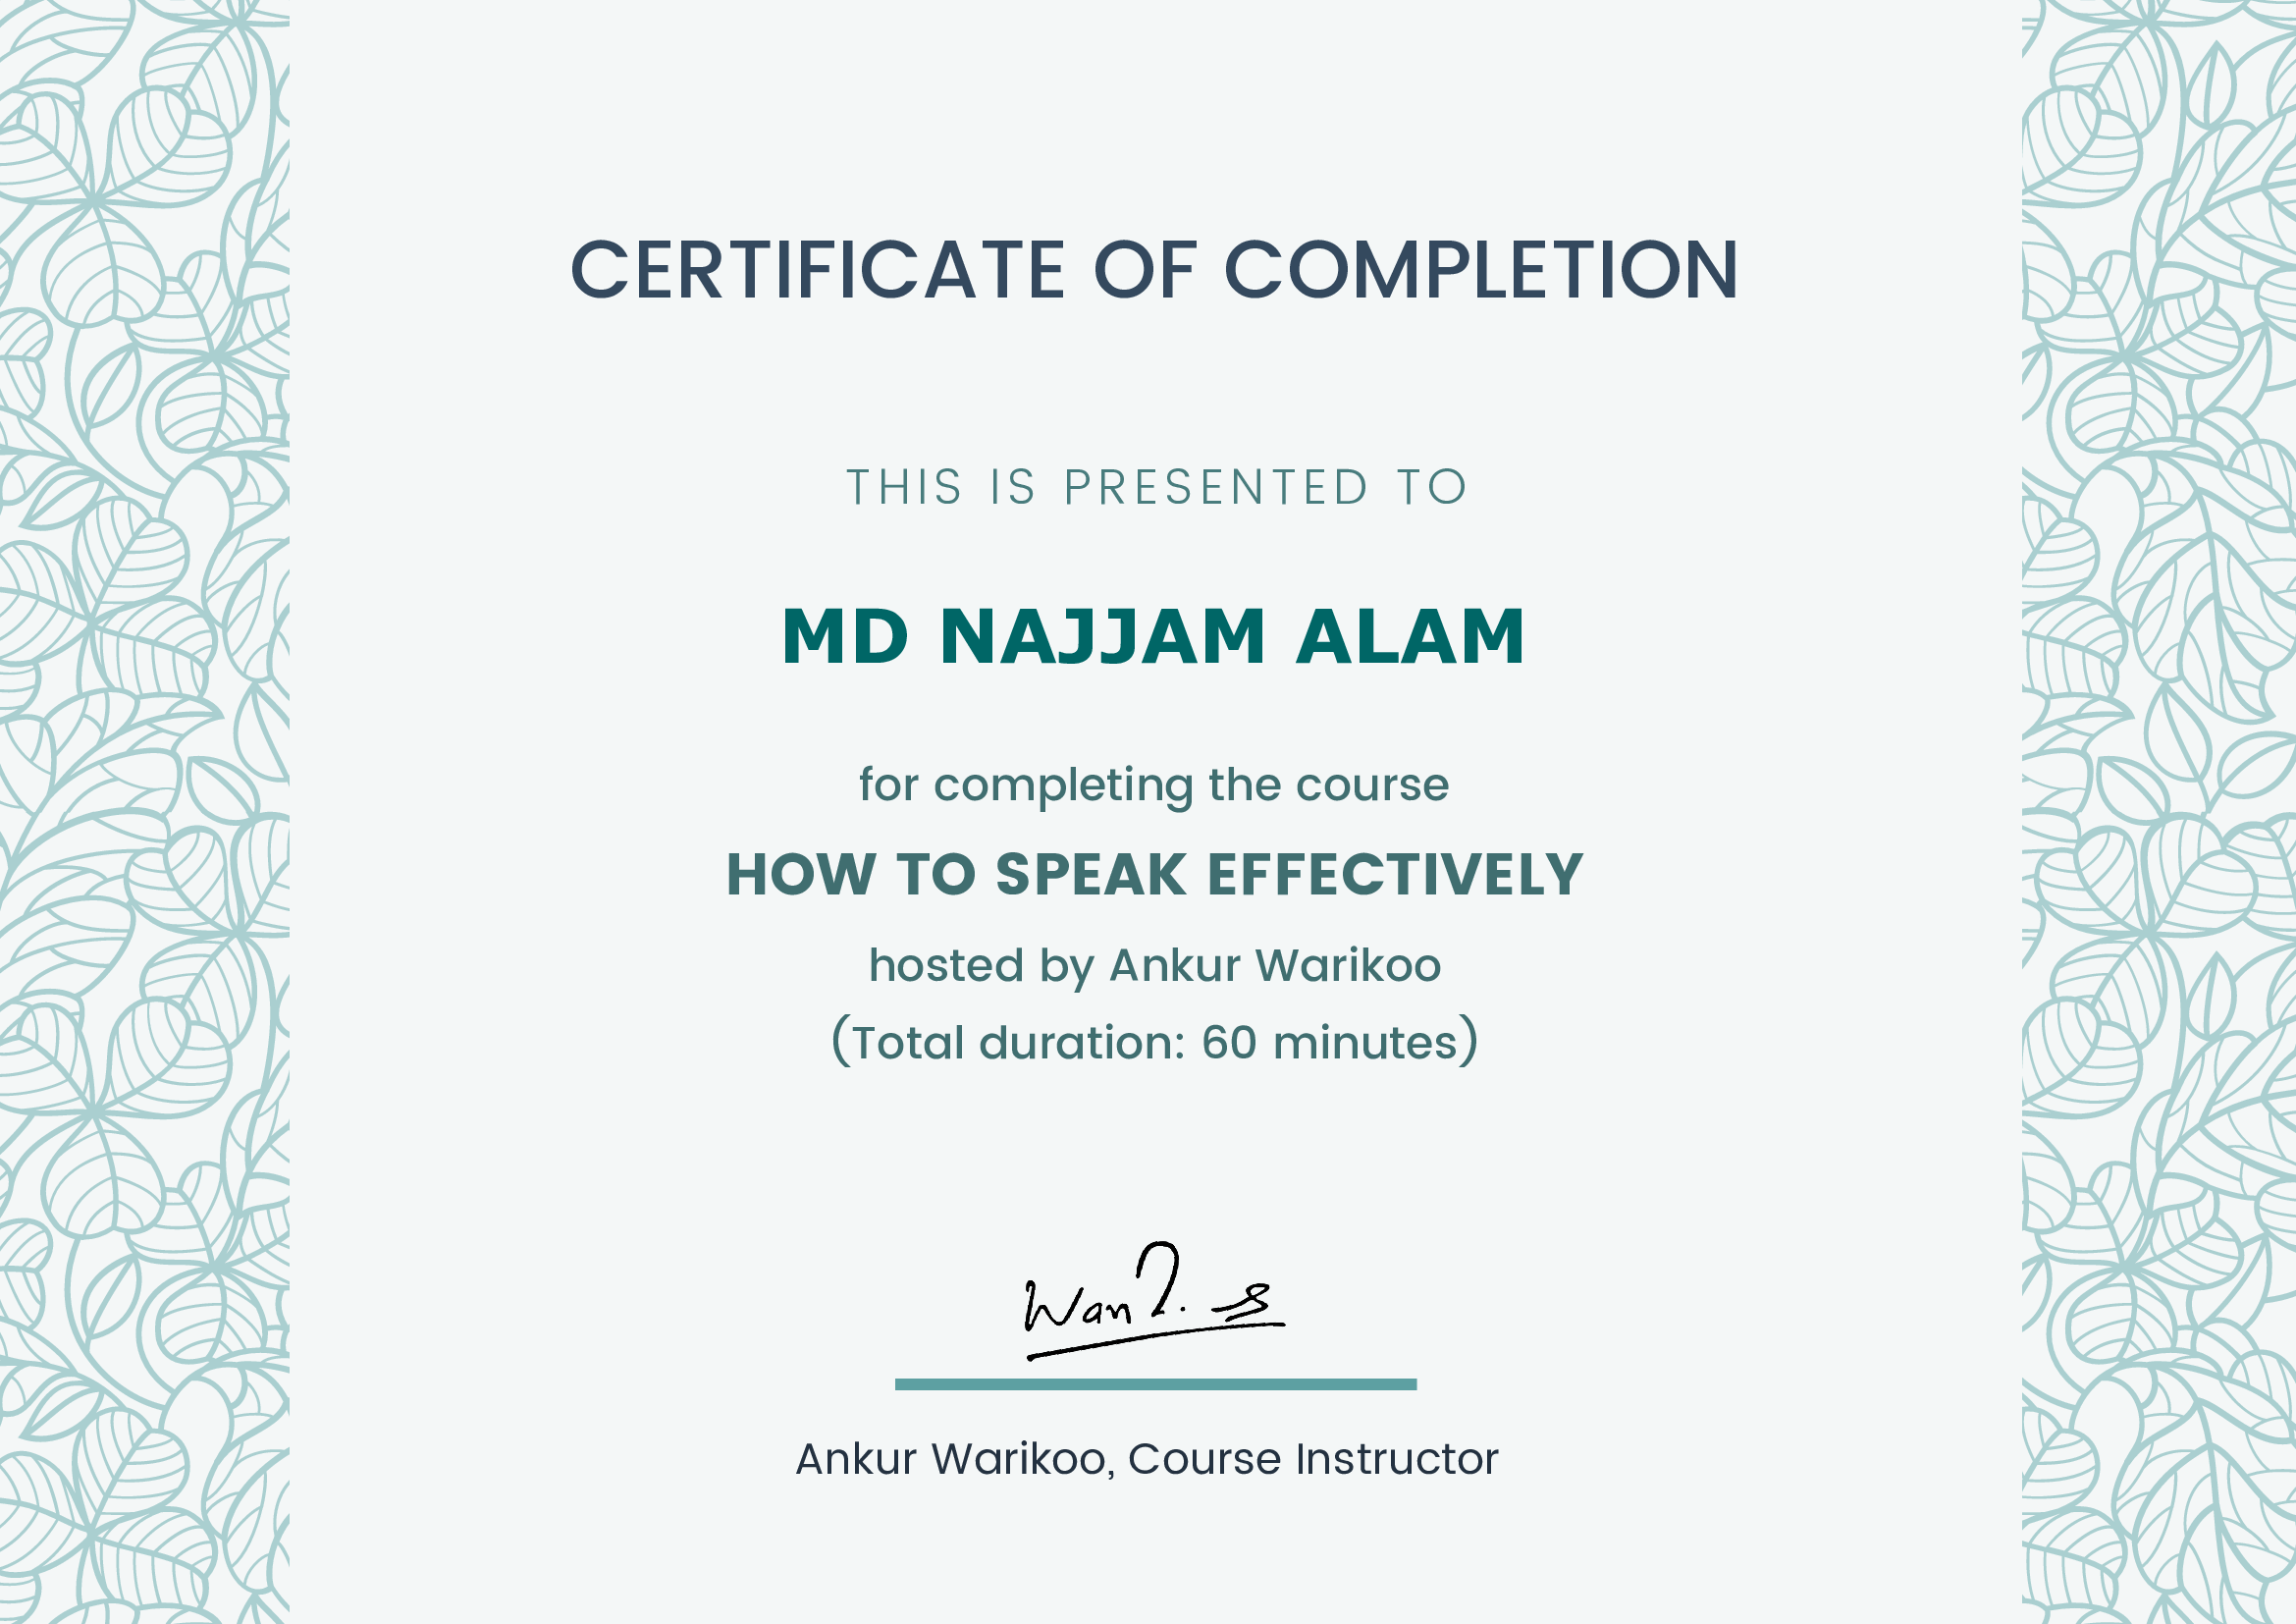 CERTIFICATE OF COMPLETION
THIS IS PRESENTED TO
MD NAJJAM ALAM
for completing the course
HOW TO SPEAK EFFECTIVELY
hosted by Ankur Warikoo
(Total duration: 60 minutes)
Ankur Warikoo, Course Instructor